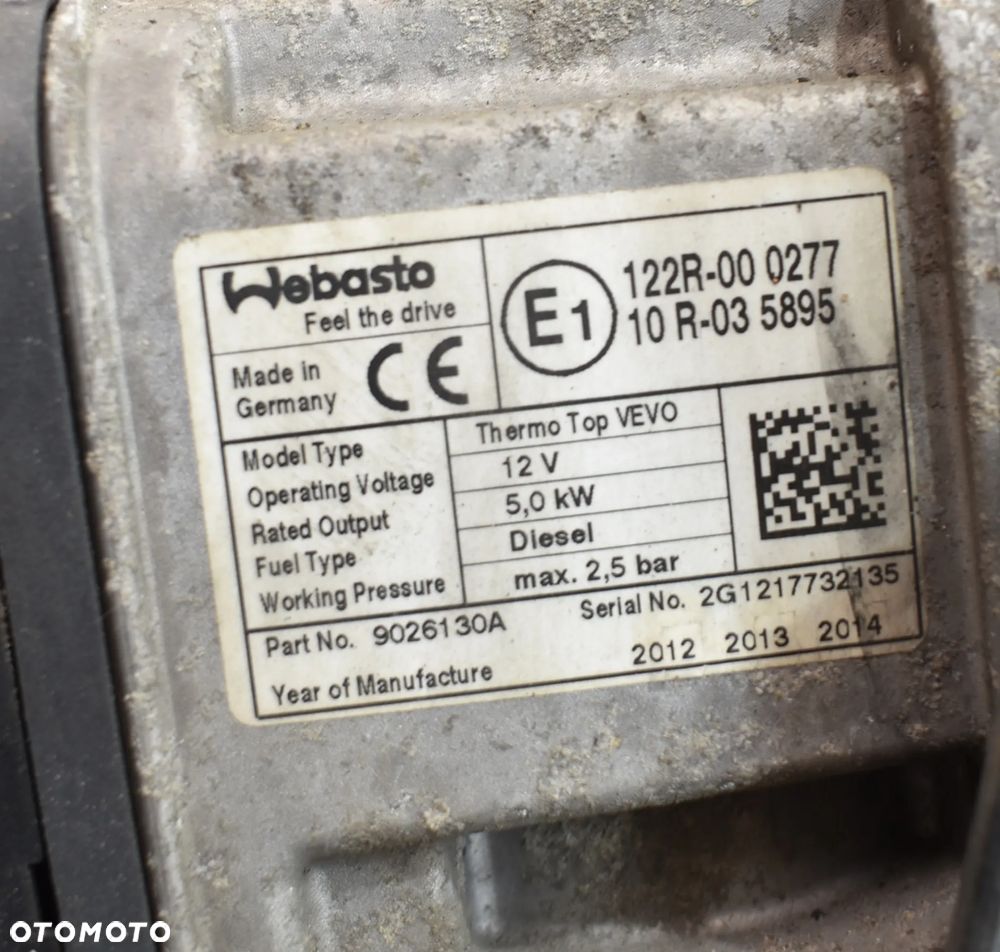 Webasto
Feel the drive
Made in
Germany
CE
E1
122R-00 0277
10 R-03 5895
Model Type Thermo Top VEVO
Operating Voltage 12 V
Rated Output 5,0 kW
Fuel Type Diesel
Working Pressure max. 2,5 bar
Part No. 9026130A Serial No. 2G1217732135
Year of Manufacture 2012 2013 2014
OTOMOTO